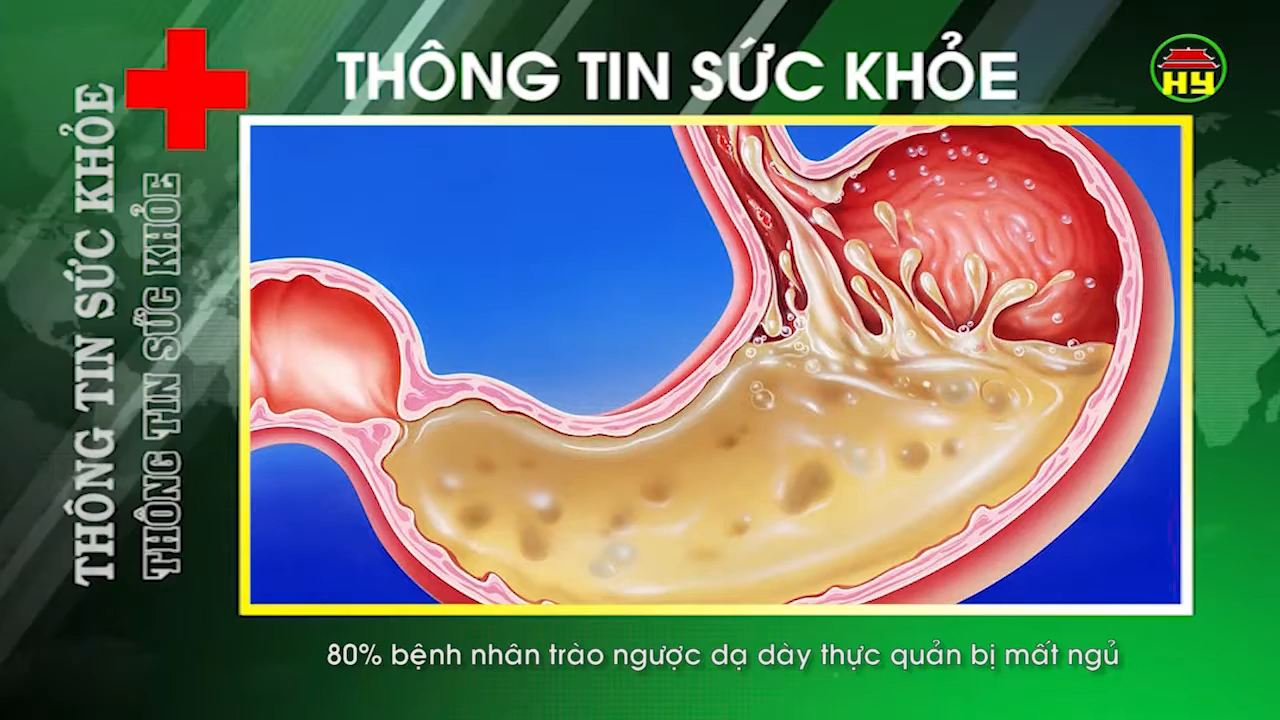 THÔNG TIN SỨC KHỎE
HY
THÔNG TIN SỨC KHỎE
THÔNG TIN SỨC KHỎE
80% bệnh nhân trào ngược dạ dày thực quản bị mất ngủ